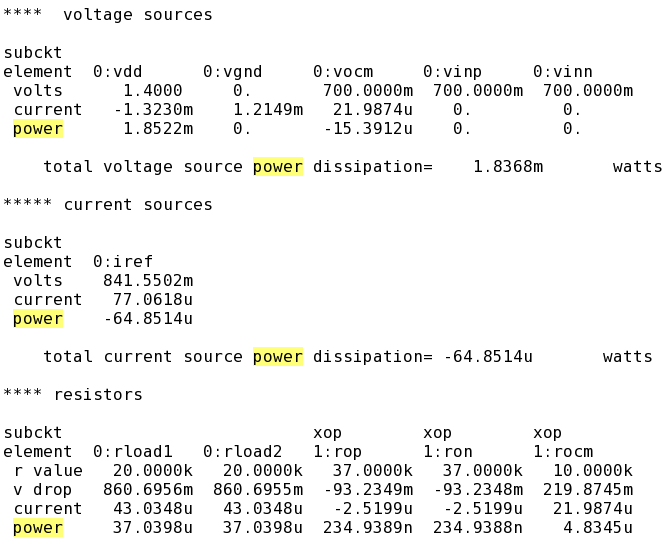 ****  voltage sources
subckt
element  0:vdd      0:vgnd     0:vocm     0:vinp     0:vinn
 volts      1.4000     0.       700.0000m  700.0000m  700.0000m
 current   -1.3230m    1.2149m   21.9874u    0.         0.
 power      1.8522m    0.       -15.3912u    0.         0.
    total voltage source power dissipation=    1.8368m       watts
***** current sources
subckt
element  0:iref
 volts    841.5502m
 current   77.0618u
 power    -64.8514u
    total current source power dissipation= -64.8514u       watts
**** resistors
subckt                         xop        xop        xop
element  0:rload1   0:rload2   1:rop      1:ron      1:rocm
 r value   20.0000k   20.0000k   37.0000k   37.0000k   10.0000k
 v drop   860.6956m  860.6955m  -93.2349m  -93.2348m  219.8745m
 current   43.0348u   43.0348u   -2.5199u   -2.5199u   21.9874u
 power     37.0398u   37.0398u  234.9389n  234.9388n    4.8345u